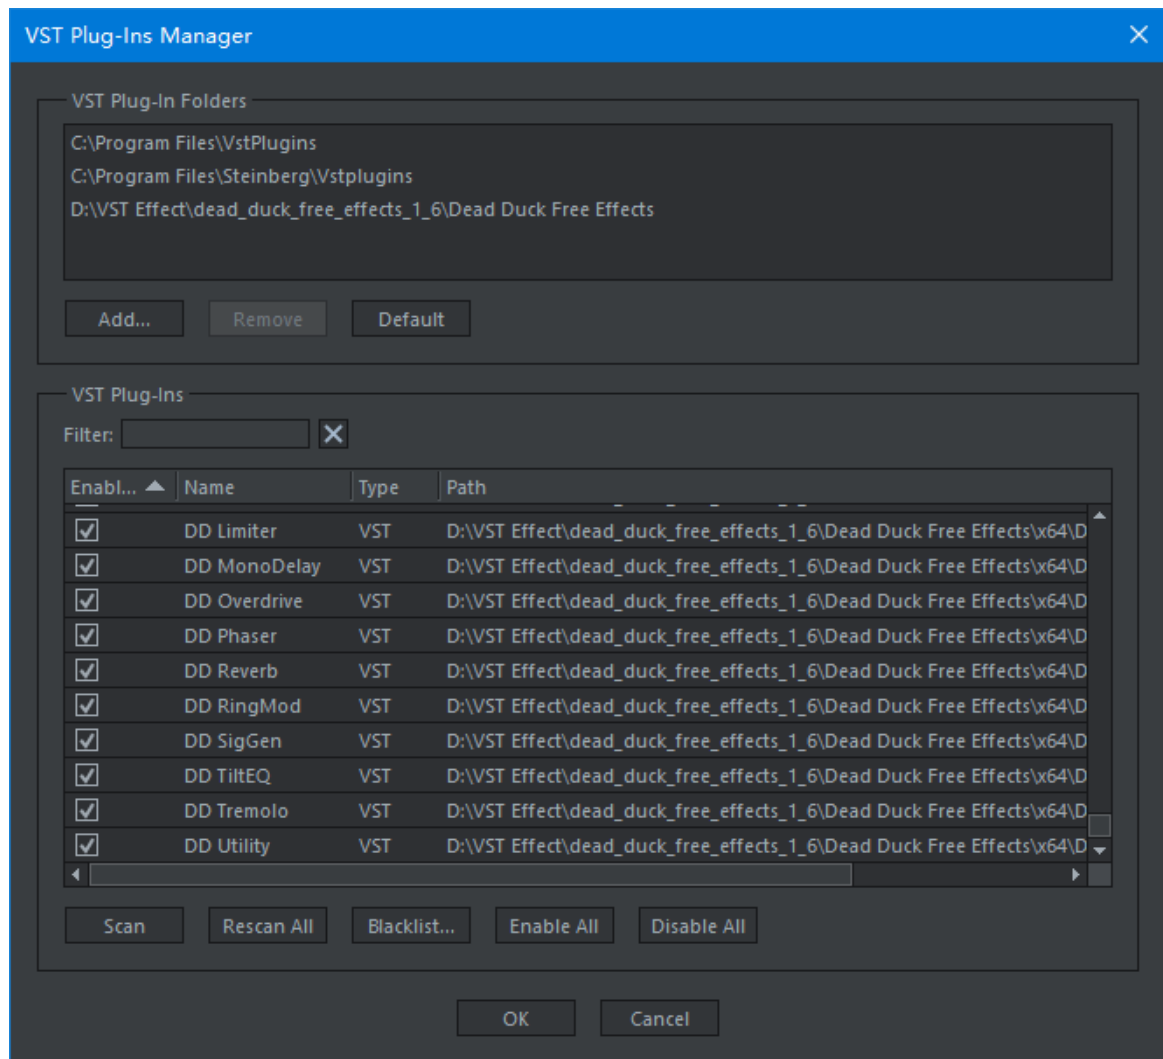 VST Plug-Ins Manager
VST Plug-In Folders
C:\Program Files\VstPlugins
C:\Program Files\Steinberg\Vstplugins
D:\VST Effect\dead_duck_free_effects_1_6\Dead Duck Free Effects
Add... Remove Default
VST Plug-Ins
Filter:
Enabl... Name Type Path
DD Limiter VST D:\VST Effect\dead_duck_free_effects_1_6\Dead Duck Free Effects\x64\D
DD MonoDelay VST D:\VST Effect\dead_duck_free_effects_1_6\Dead Duck Free Effects\x64\D
DD Overdrive VST D:\VST Effect\dead_duck_free_effects_1_6\Dead Duck Free Effects\x64\D
DD Phaser VST D:\VST Effect\dead_duck_free_effects_1_6\Dead Duck Free Effects\x64\D
DD Reverb VST D:\VST Effect\dead_duck_free_effects_1_6\Dead Duck Free Effects\x64\D
DD RingMod VST D:\VST Effect\dead_duck_free_effects_1_6\Dead Duck Free Effects\x64\D
DD SigGen VST D:\VST Effect\dead_duck_free_effects_1_6\Dead Duck Free Effects\x64\D
DD TiltEQ VST D:\VST Effect\dead_duck_free_effects_1_6\Dead Duck Free Effects\x64\D
DD Tremolo VST D:\VST Effect\dead_duck_free_effects_1_6\Dead Duck Free Effects\x64\D
DD Utility VST D:\VST Effect\dead_duck_free_effects_1_6\Dead Duck Free Effects\x64\D
Scan Rescan All Blacklist... Enable All Disable All
OK Cancel